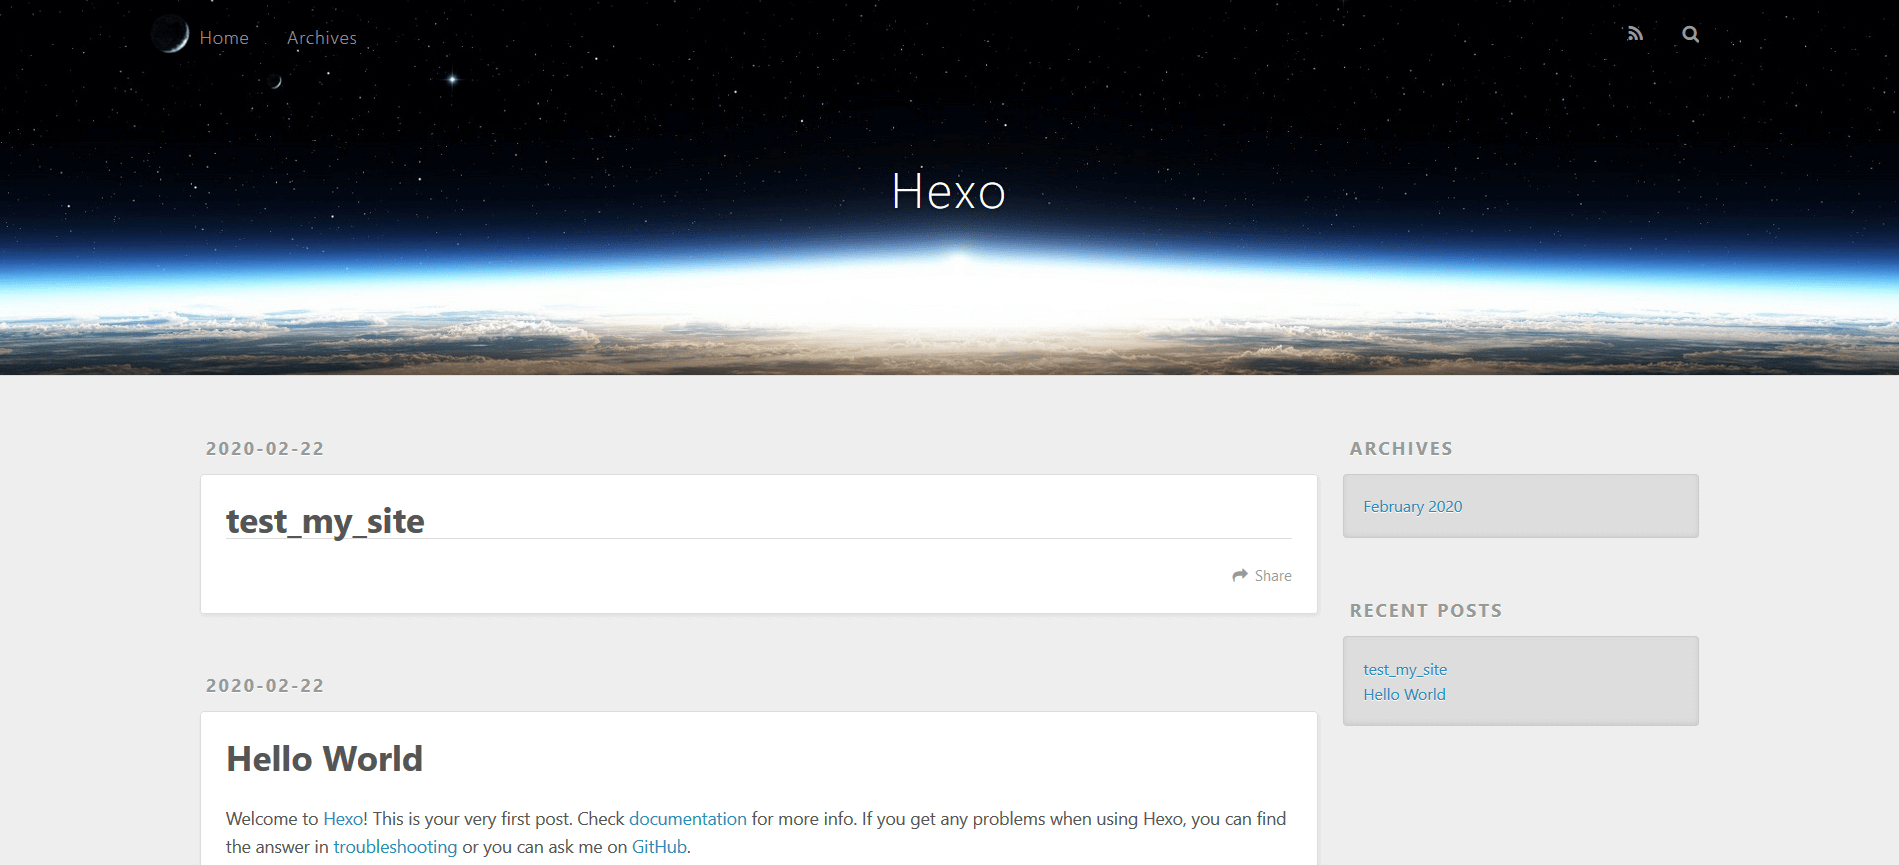 Home Archives
Hexo
2020-02-22
test_my_site
Share
2020-02-22
Hello World
Welcome to Hexo! This is your very first post. Check documentation for more info. If you get any problems when using Hexo, you can find
the answer in troubleshooting or you can ask me on GitHub.
ARCHIVES
February 2020
RECENT POSTS
test_my_site
Hello World